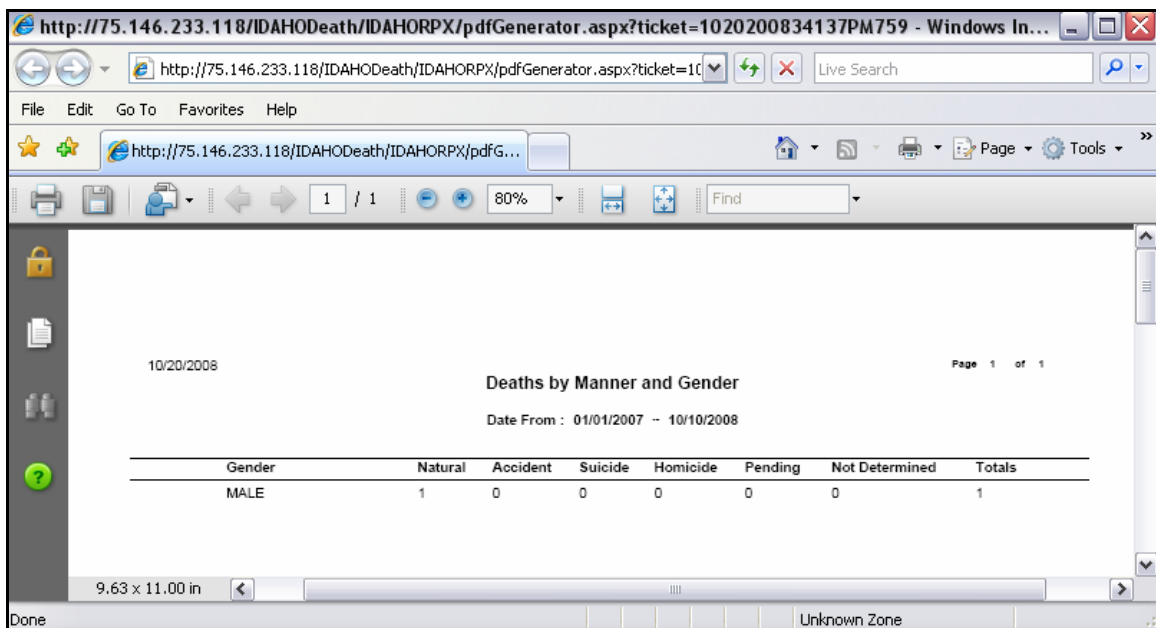 http://75.146.233.118/IDAHODeath/IDAHORPX/pdfGenerator.aspx?ticket=1020200834137PM759 - Windows In...
http://75.146.233.118/IDAHODeath/IDAHORPX/pdfGenerator.aspx?ticket=10 Live Search
File Edit Go To Favorites Help
http://75.146.233.118/IDAHODeath/IDAHORPX/pdfG... Page Tools »
1 / 1 80% Find
10/20/2008 Page 1 of 1
Deaths by Manner and Gender
Date From : 01/01/2007 -- 10/10/2008
Gender Natural Accident Suicide Homicide Pending Not Determined Totals
MALE 1 0 0 0 0 0 1
9.63 x 11.00 in
Done Unknown Zone